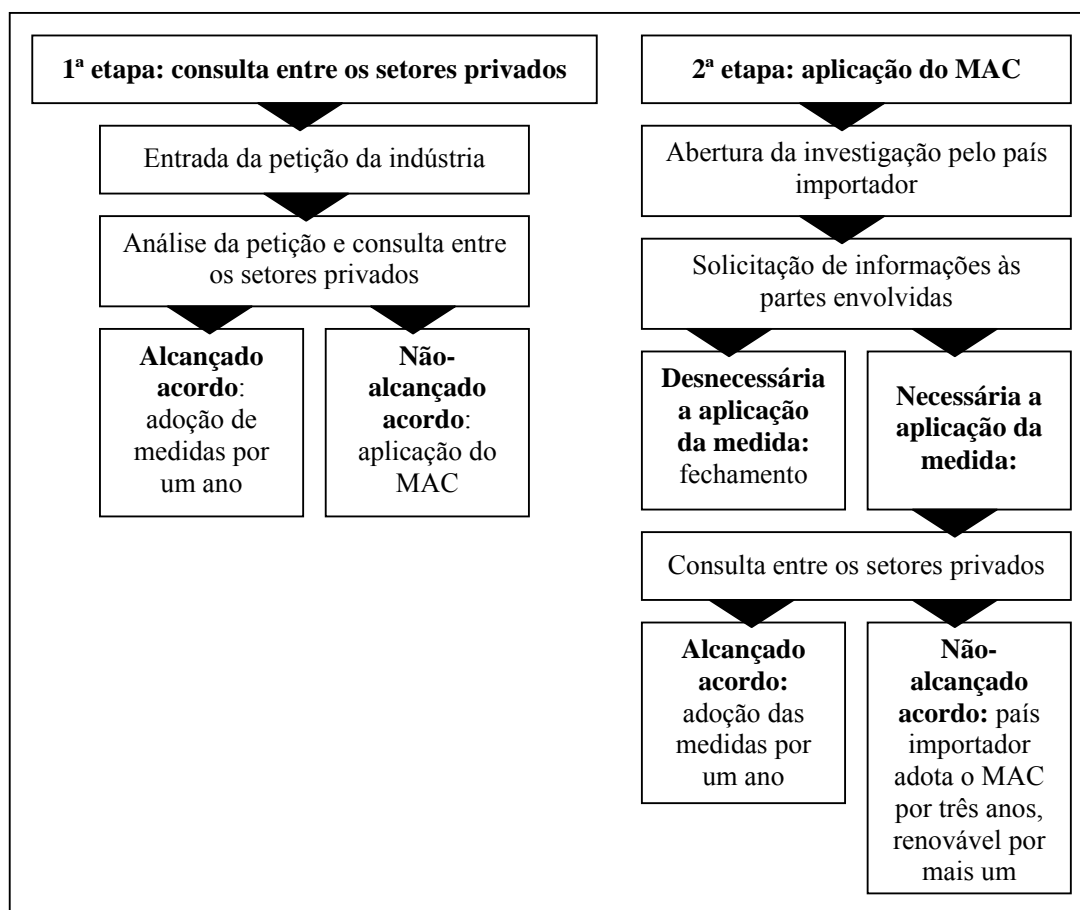 1ª etapa: consulta entre os setores privados
Entrada da petição da indústria
Análise da petição e consulta entre
os setores privados
Alcançado
acordo:
adoção de
medidas por
um ano
Não-
alcançado
acordo:
aplicação do
MAC
2ª etapa: aplicação do MAC
Abertura da investigação pelo país
importador
Solicitação de informações às
partes envolvidas
Desnecessária
a aplicação
da medida:
fechamento
Necessária a
aplicação da
medida:
Consulta entre os setores privados
Alcançado
acordo:
adoção das
medidas por
um ano
Não-
alcançado
acordo: país
importador
adota o MAC
por três anos,
renovável por
mais um